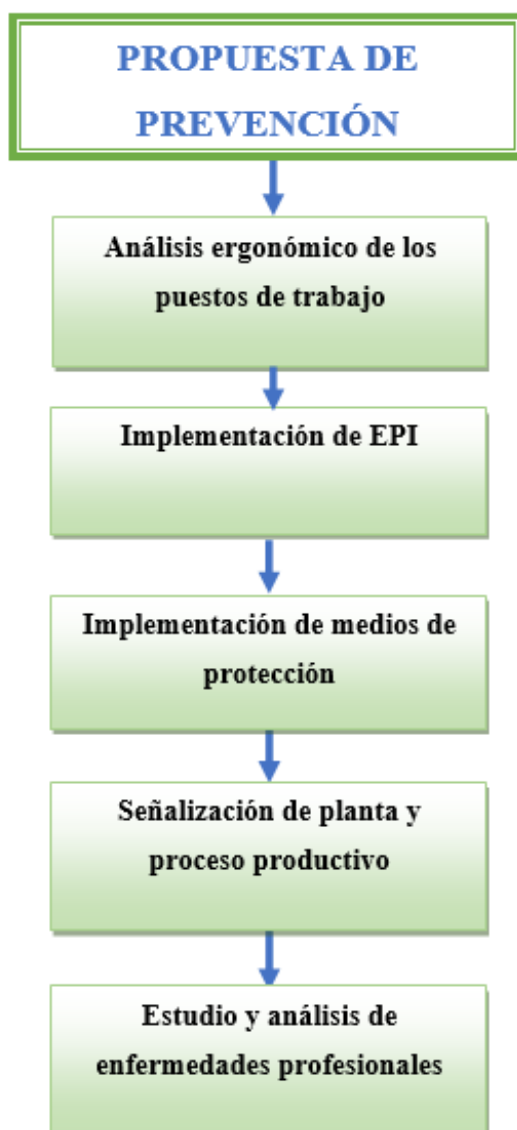 PROPUESTA DE
PREVENCIÓN
Análisis ergonómico de los
puestos de trabajo
Implementación de EPI
Implementación de medios de
protección
Señalización de planta y
proceso productivo
Estudio y análisis de
enfermedades profesionales